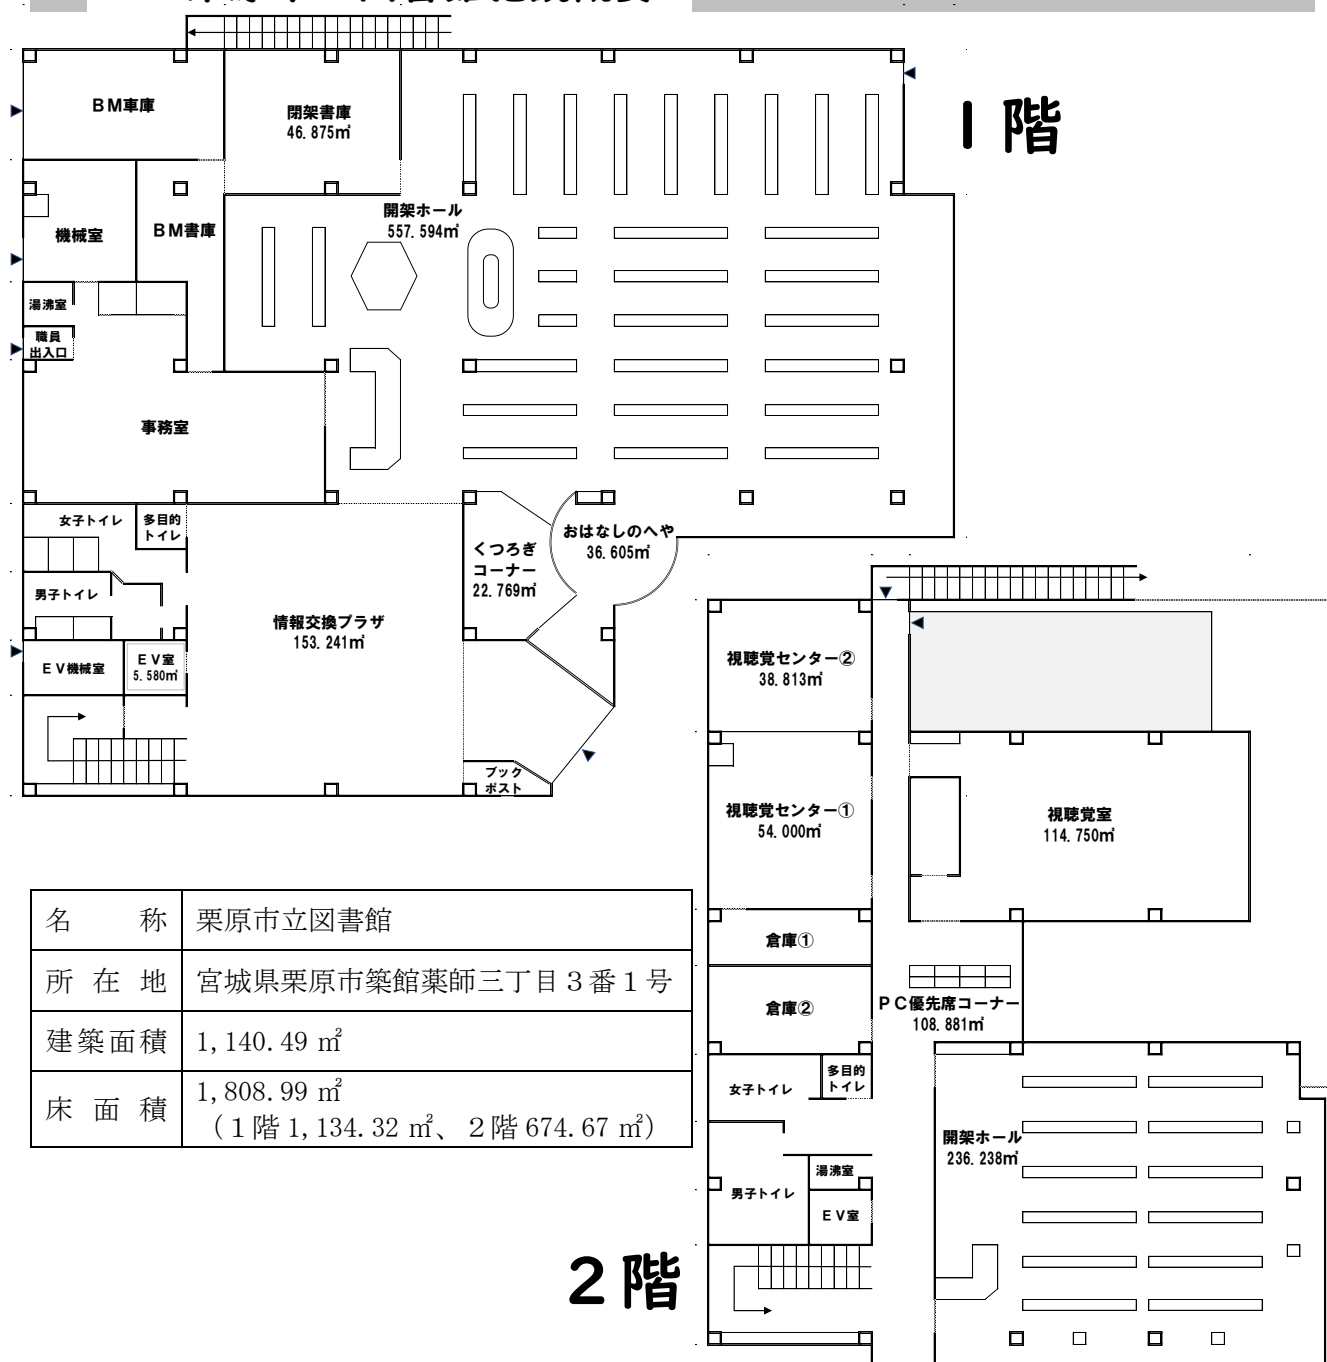 1階
BM車庫
閉架書庫
46.875㎡
開架ホール
557.594㎡
機械室
BM書庫
湯沸室
職員
出入口
事務室
女子トイレ
多目的
トイレ
男子トイレ
くつろぎ
コーナー
22.769㎡
おはなしのへや
36.605㎡
情報交換プラザ
153.241㎡
EV機械室
EV室
5.580㎡
ブック
ポスト
視聴覚センター②
38.813㎡
視聴覚センター①
54.000㎡
視聴覚室
114.750㎡
倉庫①
倉庫②
PC優先席コーナー
108.881㎡
女子トイレ
多目的
トイレ
開架ホール
236.238㎡
湯沸室
男子トイレ
EV室
2階
名称 栗原市立図書館
所在地 宮城県栗原市築館薬師三丁目3番1号
建築面積 1,140.49 ㎡
床面積 1,808.99 ㎡
（1階 1,134.32 ㎡、2階 674.67 ㎡）